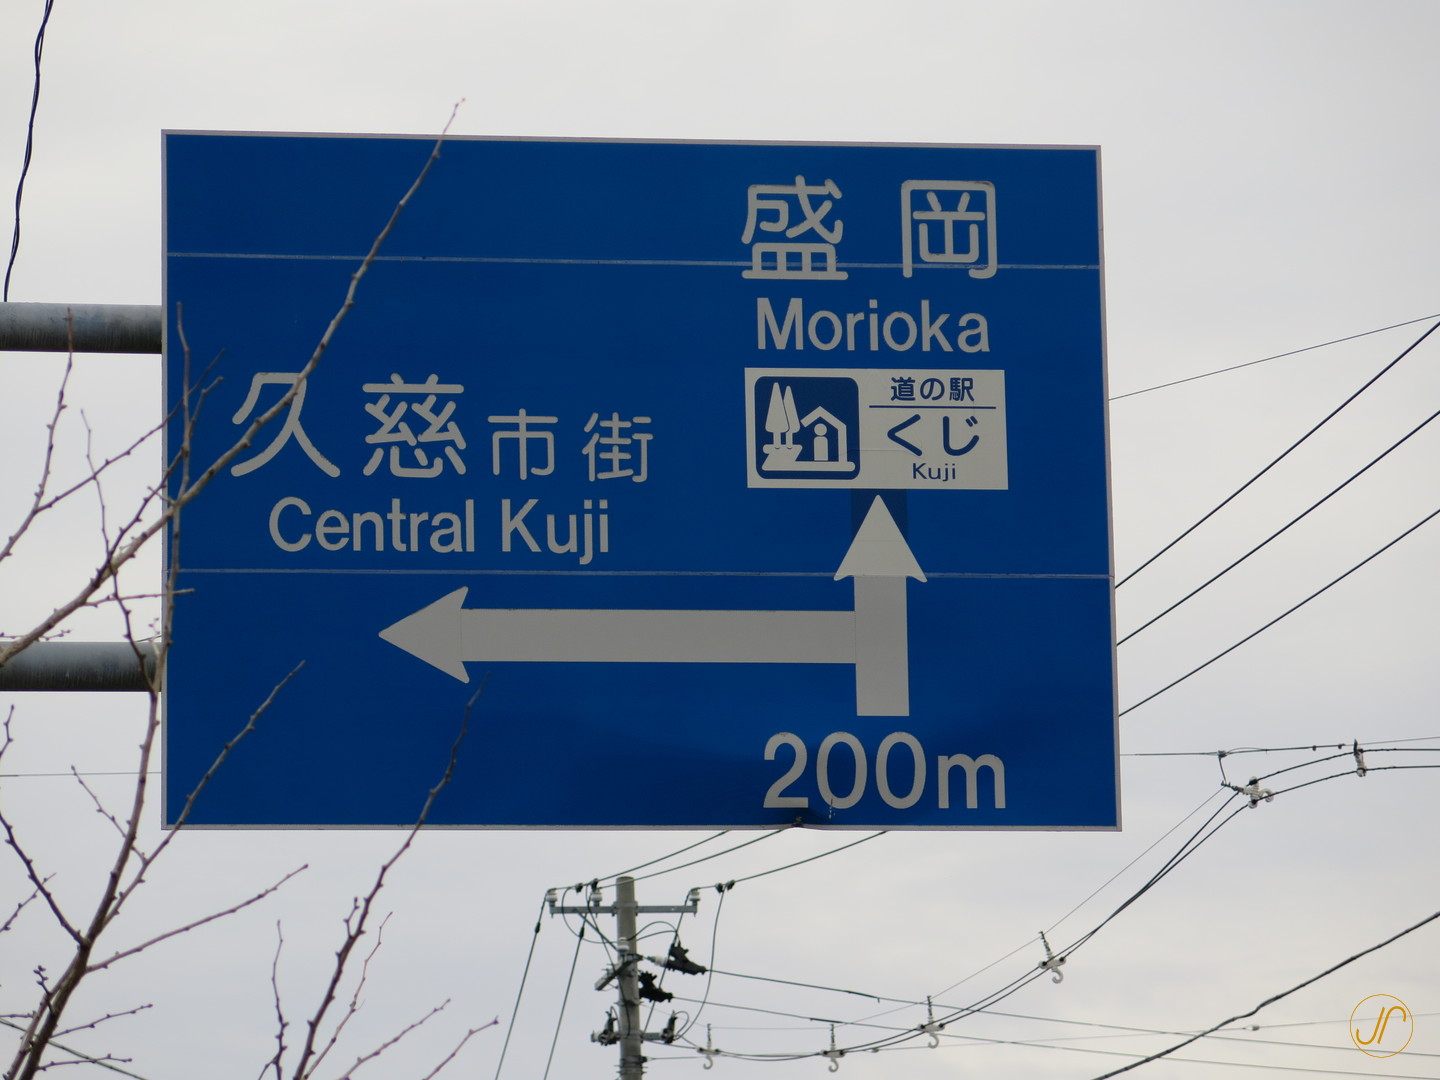 盛岡
Morioka
道の駅
くじ
Kuji
久慈市街
Central Kuji
200m